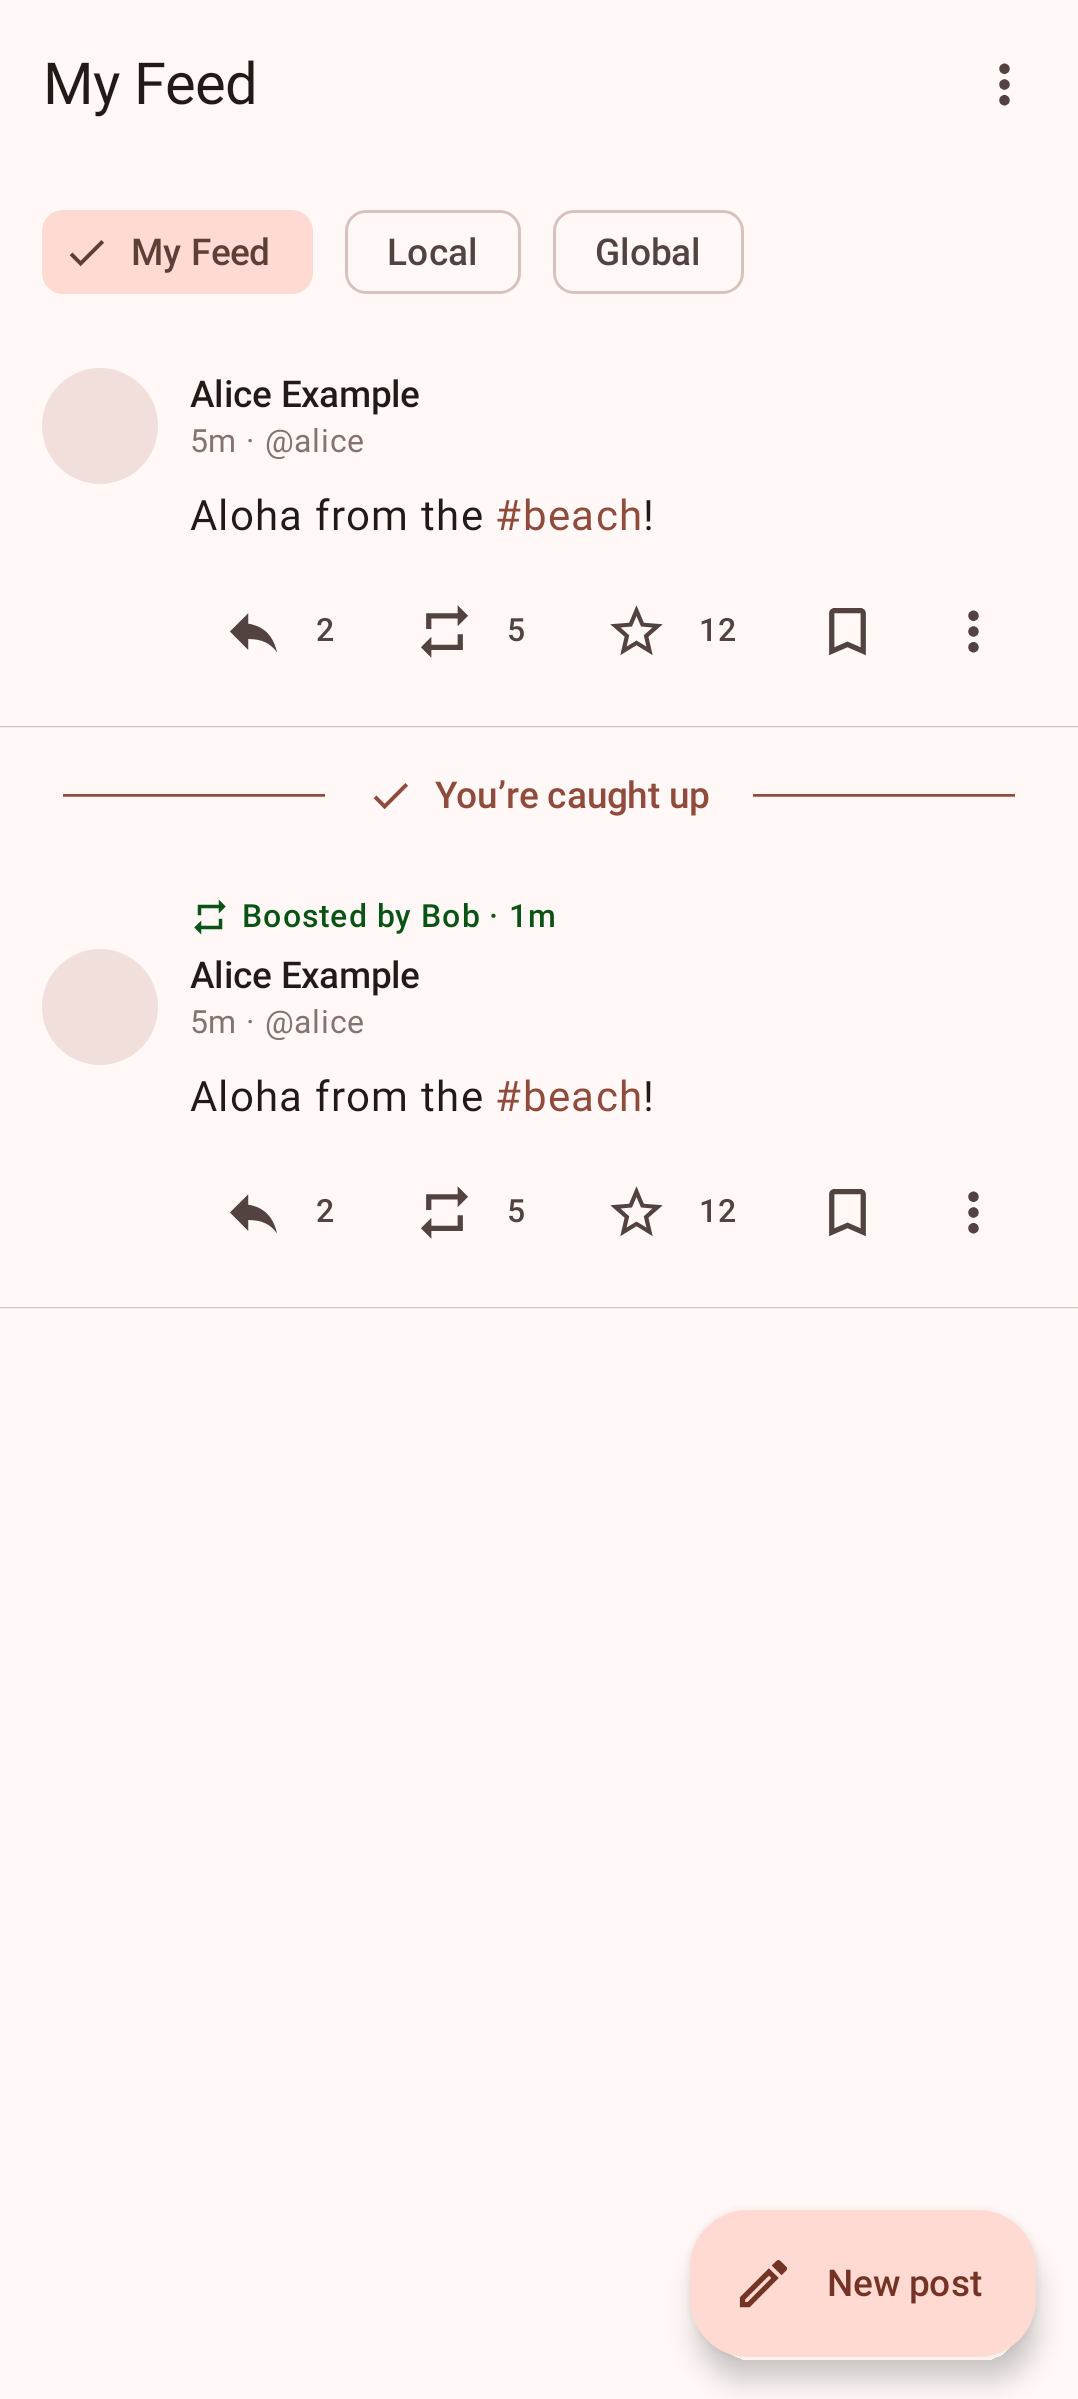 My Feed
My Feed Local Global
Alice Example
5m · @alice
Aloha from the #beach!
2 5 12
You’re caught up
Boosted by Bob · 1m
Alice Example
5m · @alice
Aloha from the #beach!
2 5 12
New post